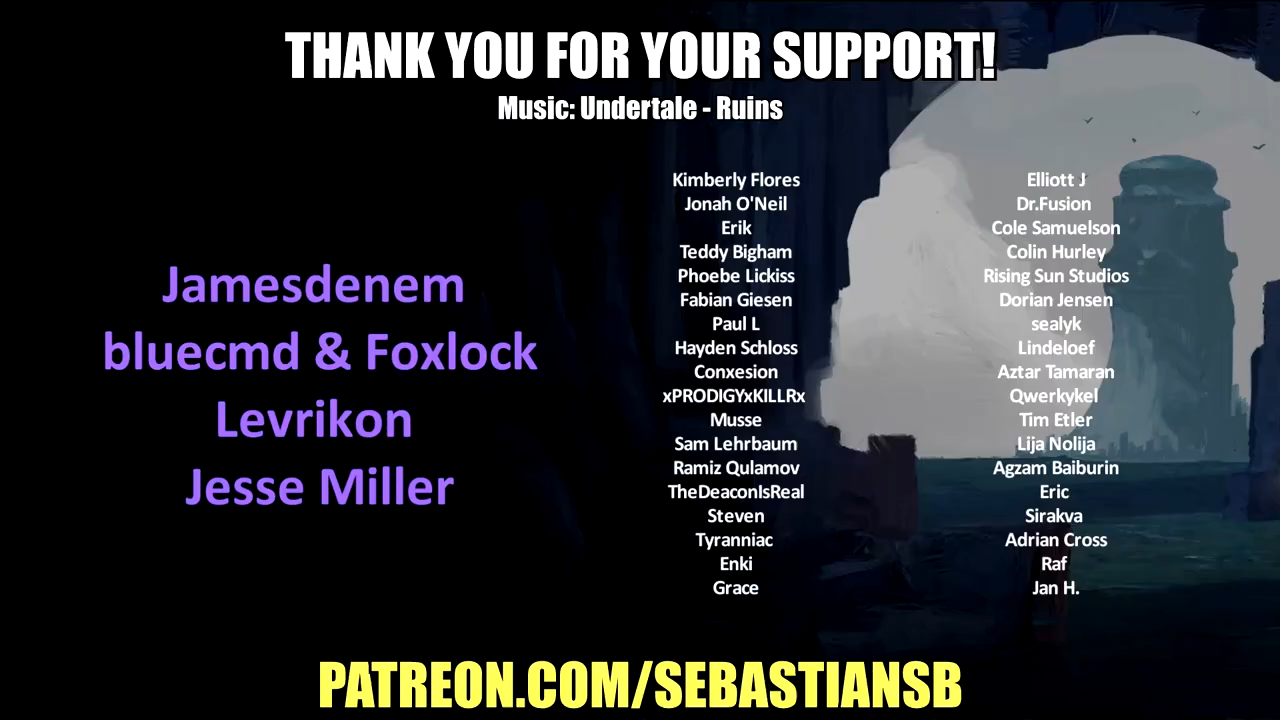 THANK YOU FOR YOUR SUPPORT!
Music: Undertale - Ruins
Jamesdenem
bluecmd & Foxlock
Levrikon
Jesse Miller
Kimberly Flores
Jonah O'Neil
Erik
Teddy Bigham
Phoebe Lickiss
Fabian Giesen
Paul L
Hayden Schloss
Conxesion
xPRODIGYxKILLRx
Musse
Sam Lehrbaum
Ramiz Qulamov
TheDeaconIsReal
Steven
Tyranniac
Enki
Grace
Elliott J
Dr.Fusion
Cole Samuelson
Colin Hurley
Rising Sun Studios
Dorian Jensen
sealyk
Lindeloef
Aztar Tamaran
Qwerkykel
Tim Etler
Lija Nolija
Agzam Baiburin
Eric
Sirakva
Adrian Cross
Raf
Jan H.
PATREON.COM/SEBASTIANSB